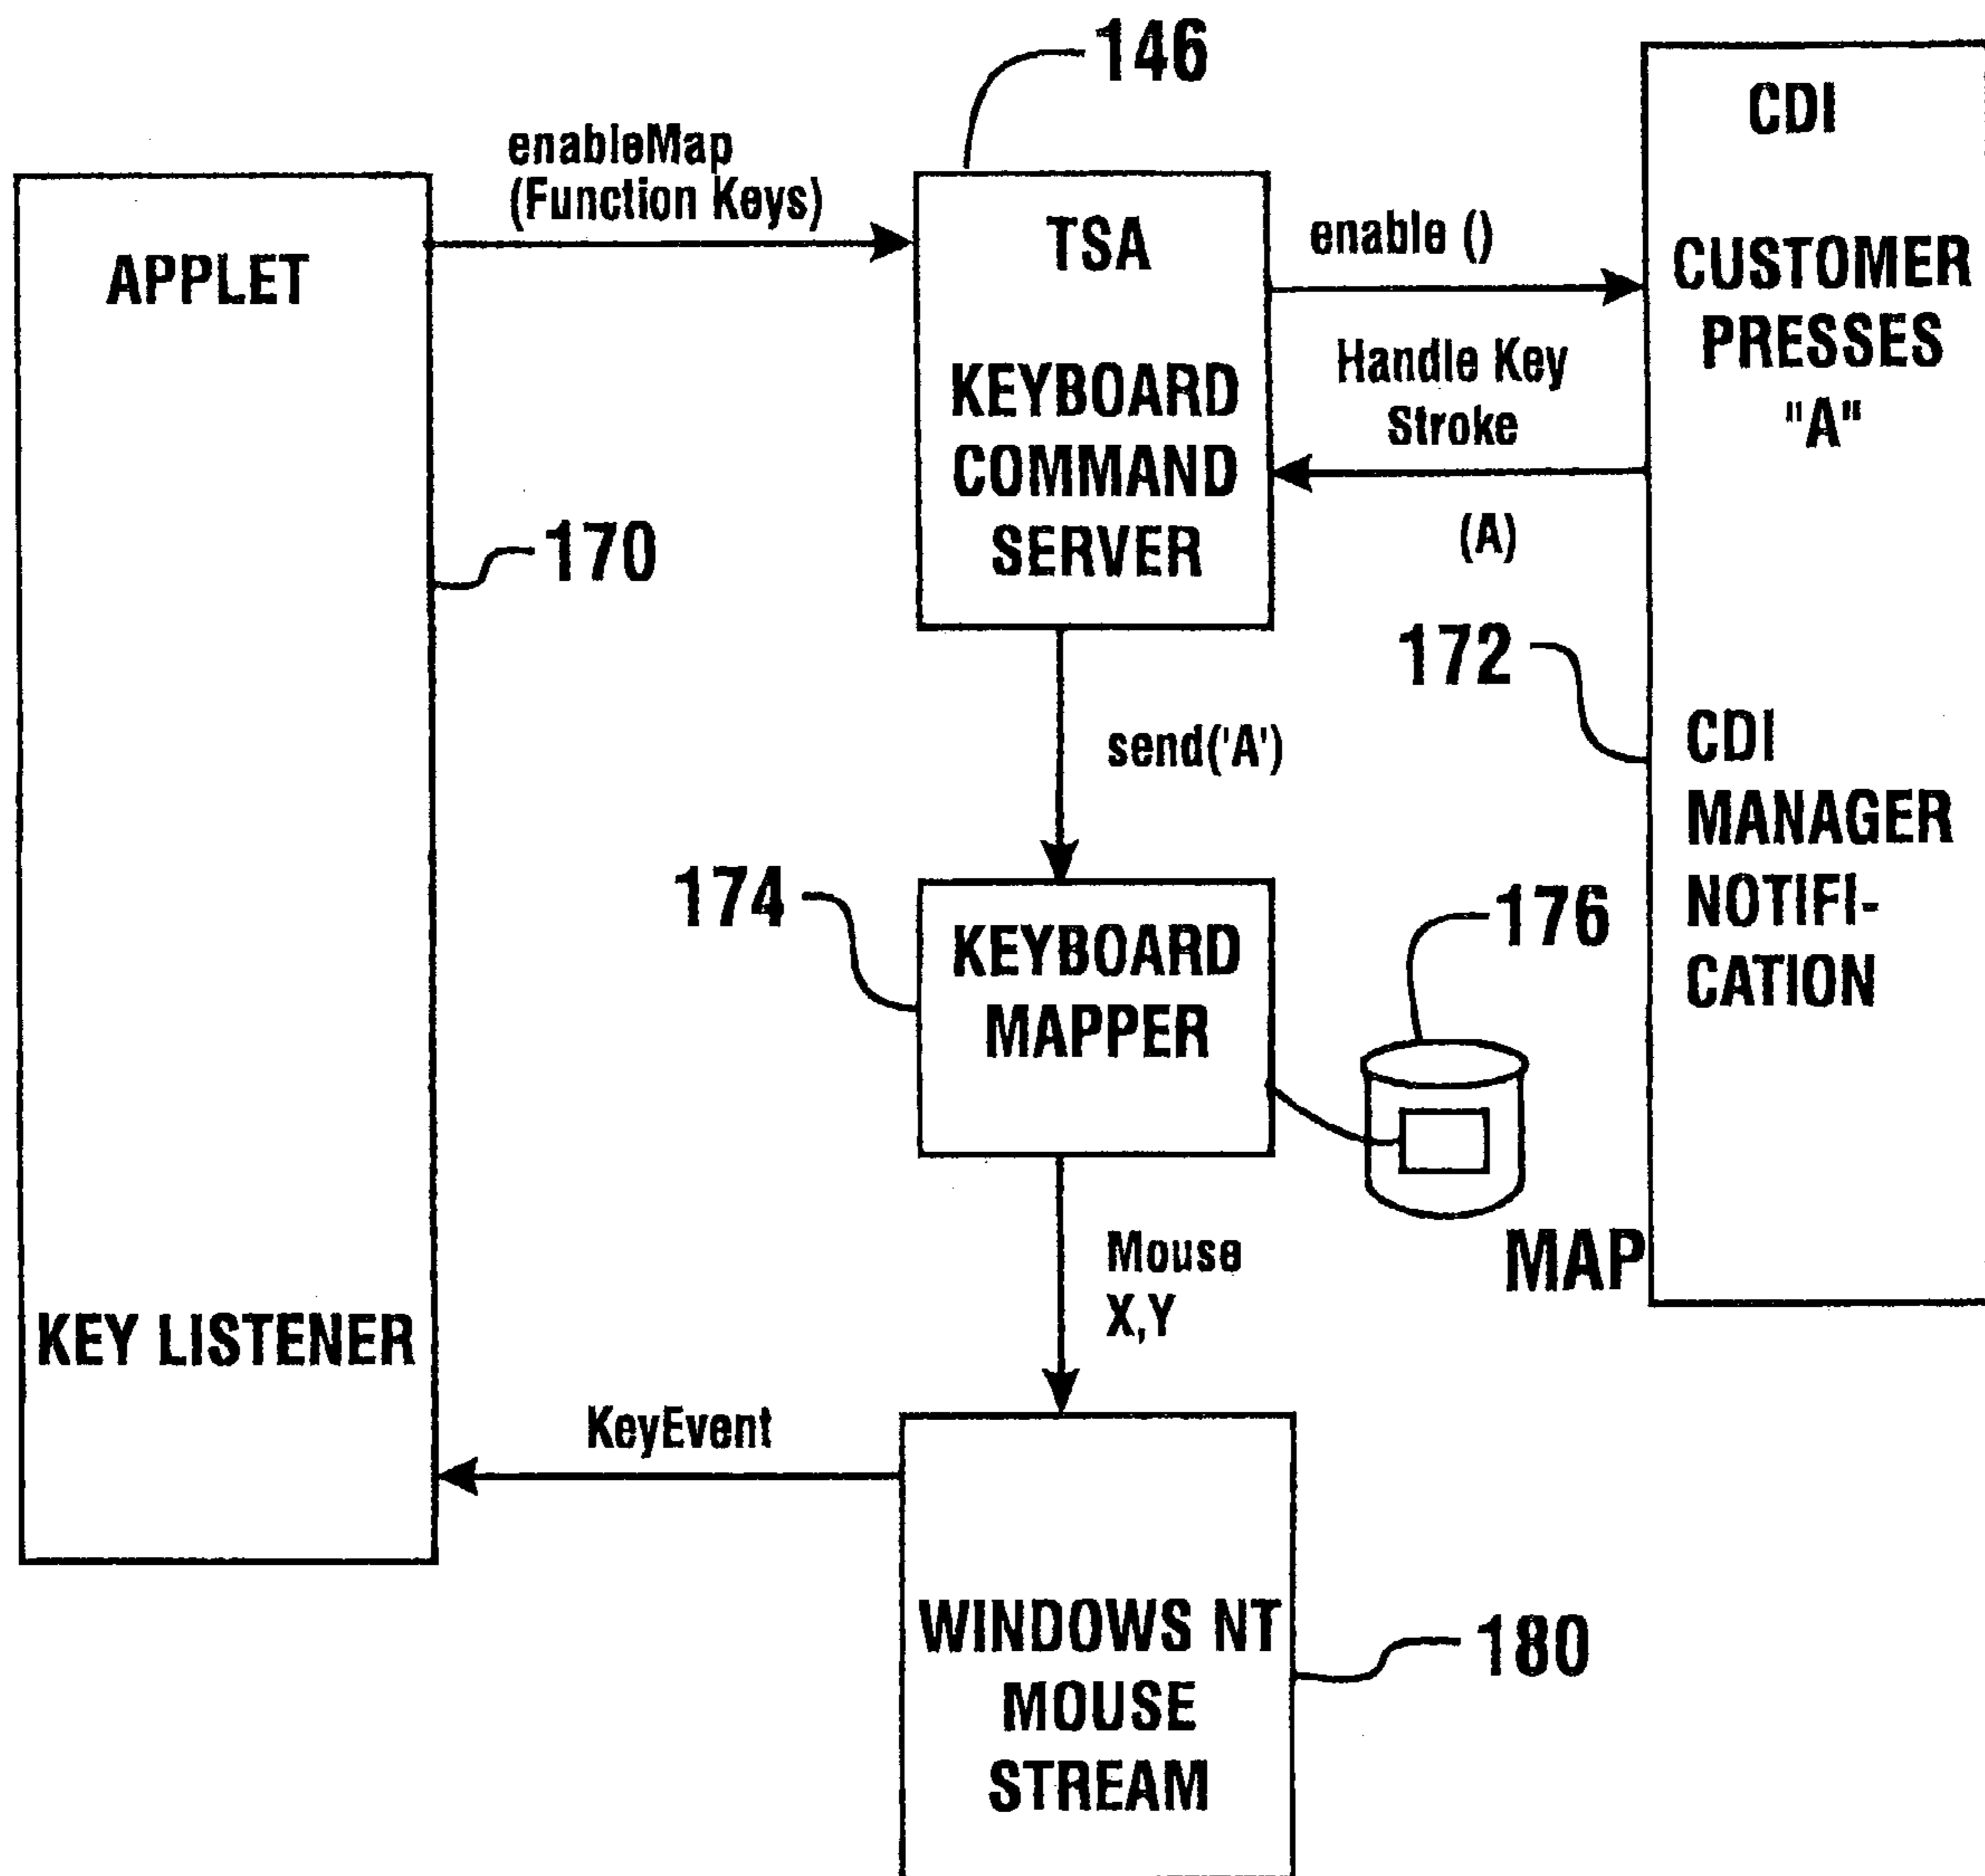 146
CDI
enableMap
(Function Keys)
APPLET
TSA
enable ()
CUSTOMER
PRESSES
"A"
Handle Key
Stroke
KEYBOARD
COMMAND
SERVER
(A)
170
172
send('A')
CDI
MANAGER
NOTIFI-
CATION
174
KEYBOARD
MAPPER
176
MAP
Mouse
X,Y
KEY LISTENER
KeyEvent
WINDOWS NT
MOUSE
STREAM
180